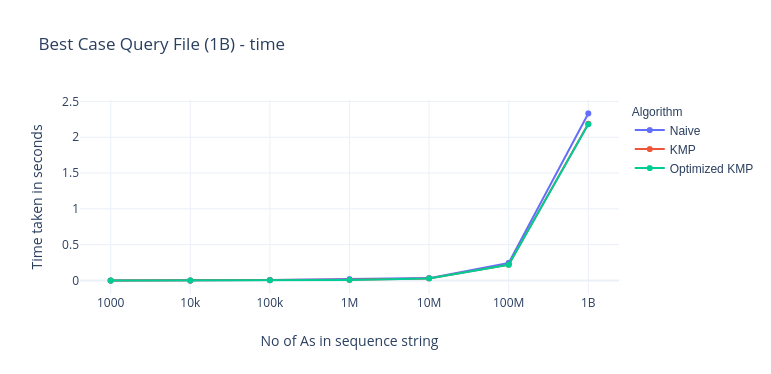 Best Case Query File (1B) - time
Time taken in seconds
2.5
2
1.5
1
0.5
0
1000 10k 100k 1M 10M 100M 1B
No of As in sequence string
Algorithm
Naive
KMP
Optimized KMP